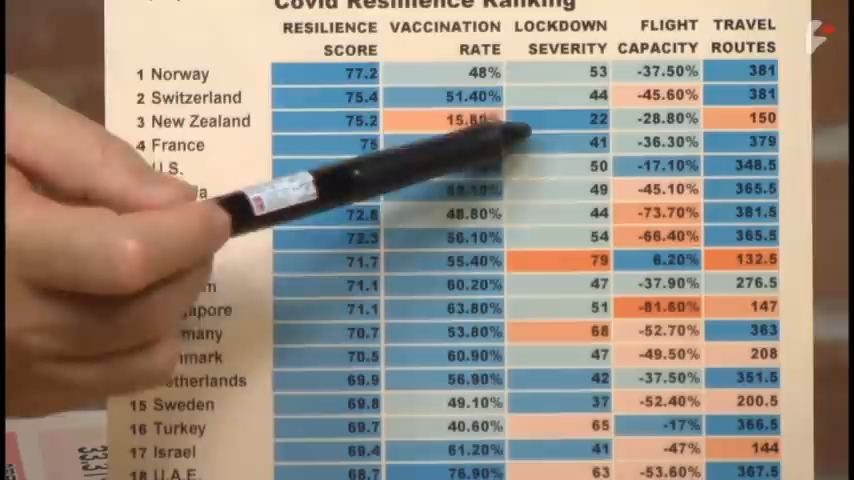 Covid Resilience Ranking
RESILIENCE SCORE VACCINATION RATE LOCKDOWN SEVERITY FLIGHT CAPACITY TRAVEL ROUTES
1 Norway 77.2 48% 53 -37.50% 381
2 Switzerland 75.4 51.40% 44 -45.60% 381
3 New Zealand 75.2 15.80% 22 -28.80% 150
4 France 75 41 -36.30% 379
U.S. 50 -17.10% 348.5
49 -45.10% 365.5
72.8 48.80% 44 -73.70% 381.5
72.3 56.10% 54 -66.40% 365.5
71.7 55.40% 79 6.20% 132.5
71.1 60.20% 47 -37.90% 276.5
gapore 71.1 63.80% 51 -81.60% 147
many 70.7 53.80% 68 -52.70% 363
nmark 70.5 60.90% 47 -49.50% 208
etherlands 69.9 56.90% 42 -37.50% 351.5
15 Sweden 69.8 49.10% 37 -52.40% 200.5
16 Turkey 69.7 40.60% 65 -17% 366.5
17 Israel 69.4 61.20% 41 -47% 144
18 U.A.E. 68.7 76.90% 63 -53.60% 367.5